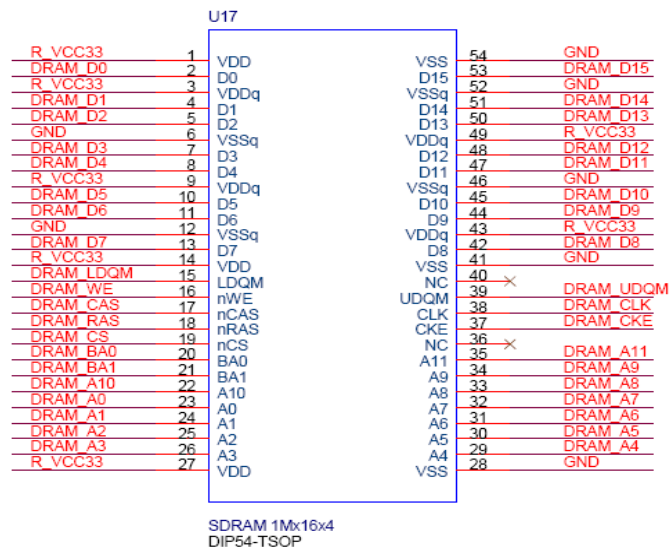 U17
R_VCC33 1 VDD VSS 54 GND
DRAM_D0 2 D0 D15 53 DRAM_D15
R_VCC33 3 VDDq VSSq 52 GND
DRAM_D1 4 D1 D14 51 DRAM_D14
DRAM_D2 5 D2 D13 50 DRAM_D13
GND 6 VSSq VDDq 49 R_VCC33
DRAM_D3 7 D3 D12 48 DRAM_D12
DRAM_D4 8 D4 D11 47 DRAM_D11
R_VCC33 9 VDDq VSSq 46 GND
DRAM_D5 10 D5 D10 45 DRAM_D10
DRAM_D6 11 D6 D9 44 DRAM_D9
GND 12 VSSq VDDq 43 R_VCC33
DRAM_D7 13 D7 D8 42 DRAM_D8
R_VCC33 14 VDD VSS 41 GND
DRAM_LDQM 15 LDQM NC 40
DRAM_WE 16 nWE UDQM 39 DRAM_UDQM
DRAM_CAS 17 nCAS CLK 38 DRAM_CLK
DRAM_RAS 18 nRAS CKE 37 DRAM_CKE
DRAM_CS 19 nCS NC 36
DRAM_BA0 20 BA0 A11 35 DRAM_A11
DRAM_BA1 21 BA1 A9 34 DRAM_A9
DRAM_A10 22 A10 A8 33 DRAM_A8
DRAM_A0 23 A0 A7 32 DRAM_A7
DRAM_A1 24 A1 A6 31 DRAM_A6
DRAM_A2 25 A2 A5 30 DRAM_A5
DRAM_A3 26 A3 A4 29 DRAM_A4
R_VCC33 27 VDD VSS 28 GND
SDRAM 1Mx16x4
DIP54-TSOP